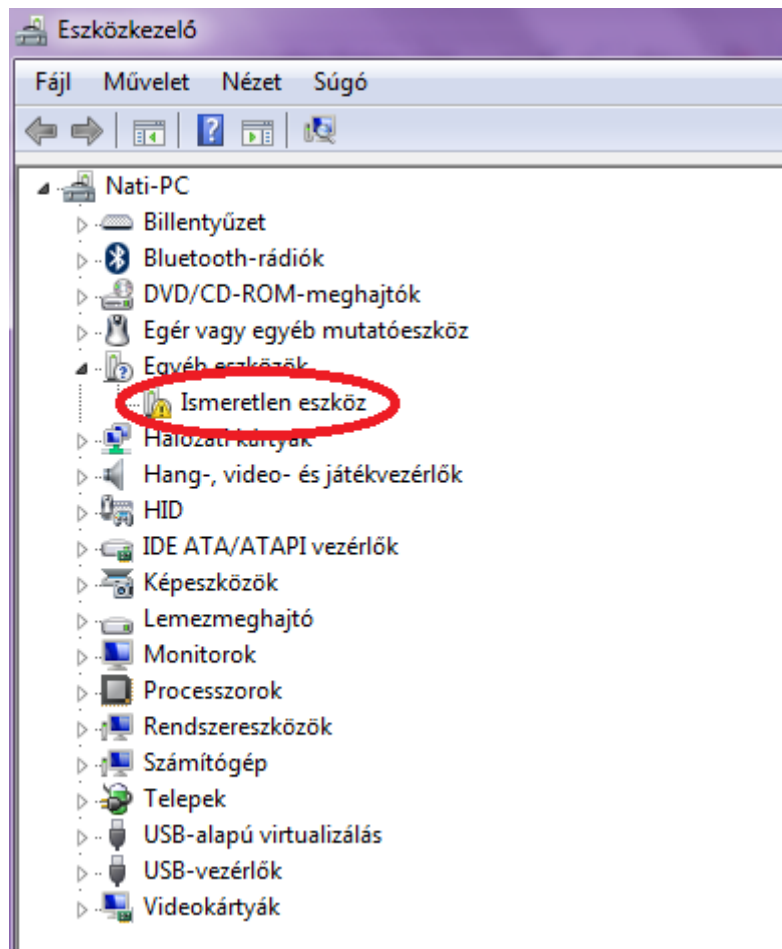 Eszközkezelő
Fájl Művelet Nézet Súgó
Nati-PC
Billentyűzet
Bluetooth-rádiók
DVD/CD-ROM-meghajtók
Egér vagy egyéb mutatóeszköz
Egyéb eszközök
Ismeretlen eszköz
Hálózati kártyák
Hang-, video- és játékvezérlők
HID
IDE ATA/ATAPI vezérlők
Képeszközök
Lemezmeghajtó
Monitorok
Processzorok
Rendszereszközök
Számítógép
Telepek
USB-alapú virtualizálás
USB-vezérlők
Videokártyák